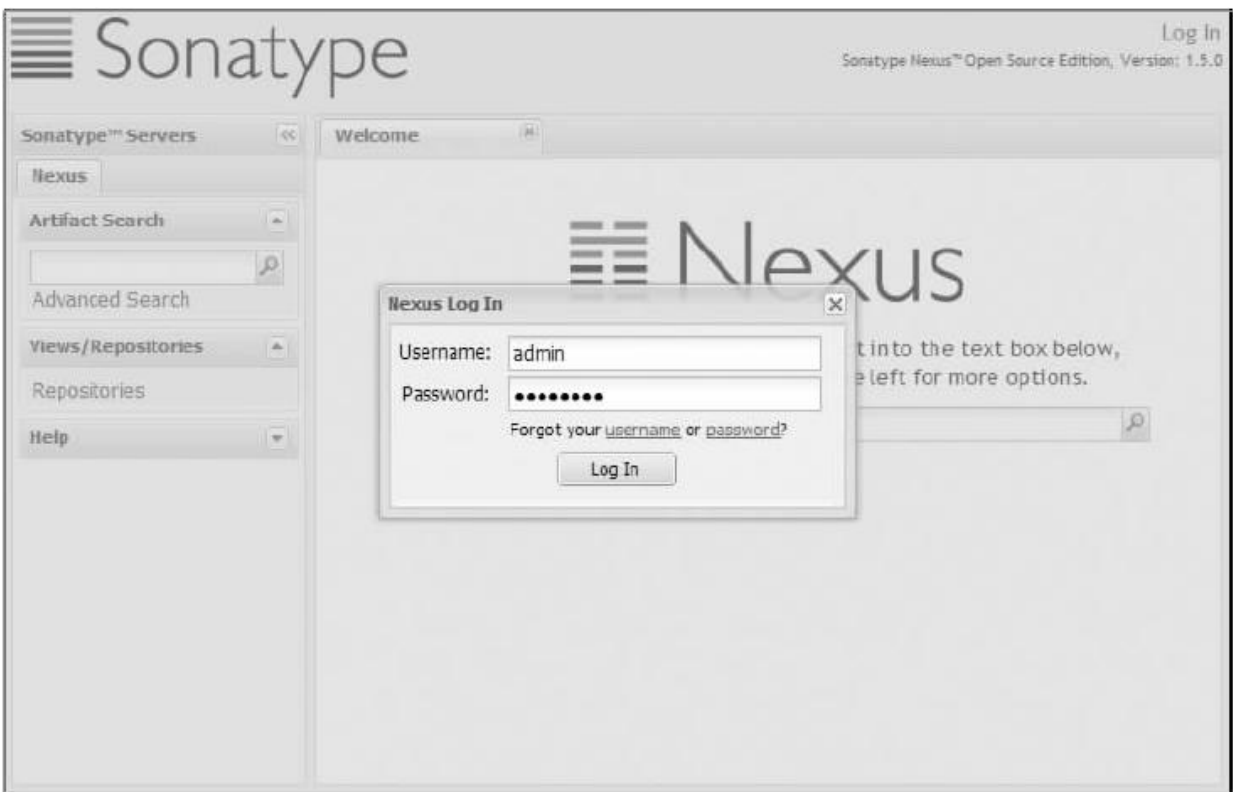 Sonatype
Log In
Sonatype Nexus™ Open Source Edition, Version: 1.5.0
Sonatype™ Servers
Welcome
Nexus
Artifact Search
Advanced Search
Views/Repositories
Repositories
Help
Nexus
t into the text box below,
e left for more options.
Nexus Log In
Username: admin
Password: ••••••••
Forgot your username or password?
Log In